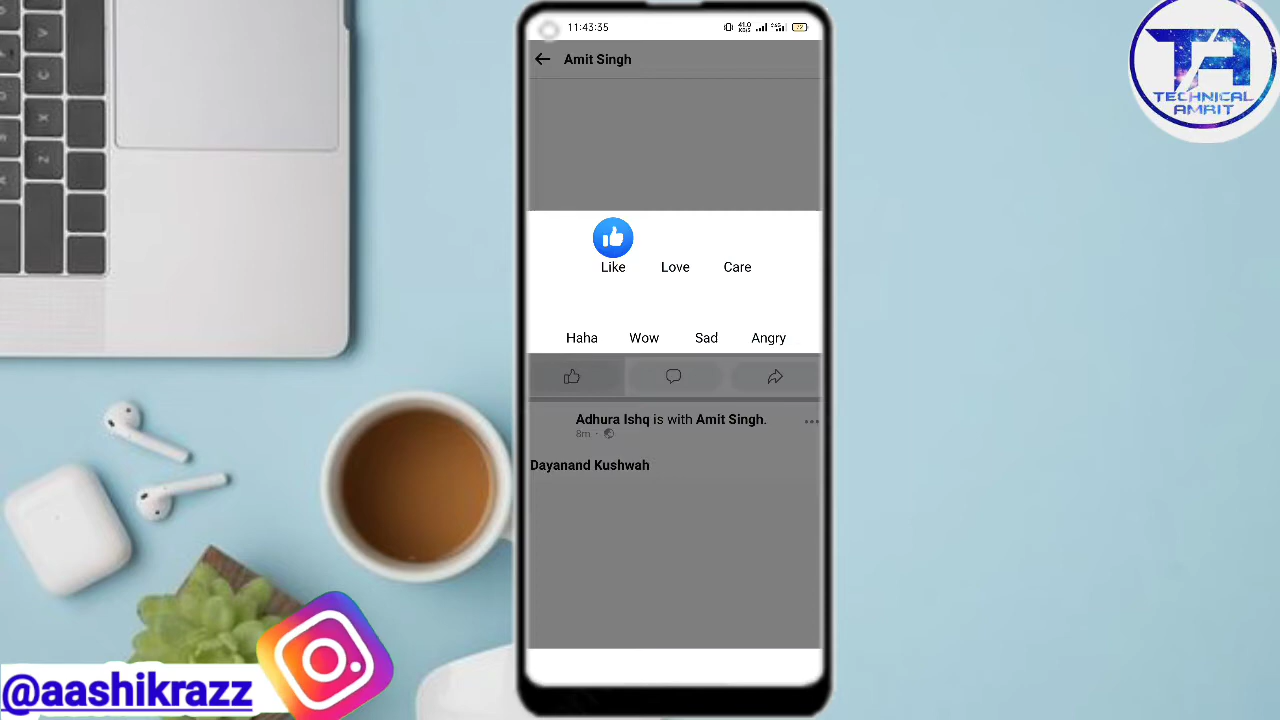 11:43:35
Amit Singh
Like Love Care
Haha Wow Sad Angry
Adhura Ishq is with Amit Singh.
8m ·
Dayanand Kushwah
TA
TECHNICAL
AMRIT
@aashikrazz
Z X C V